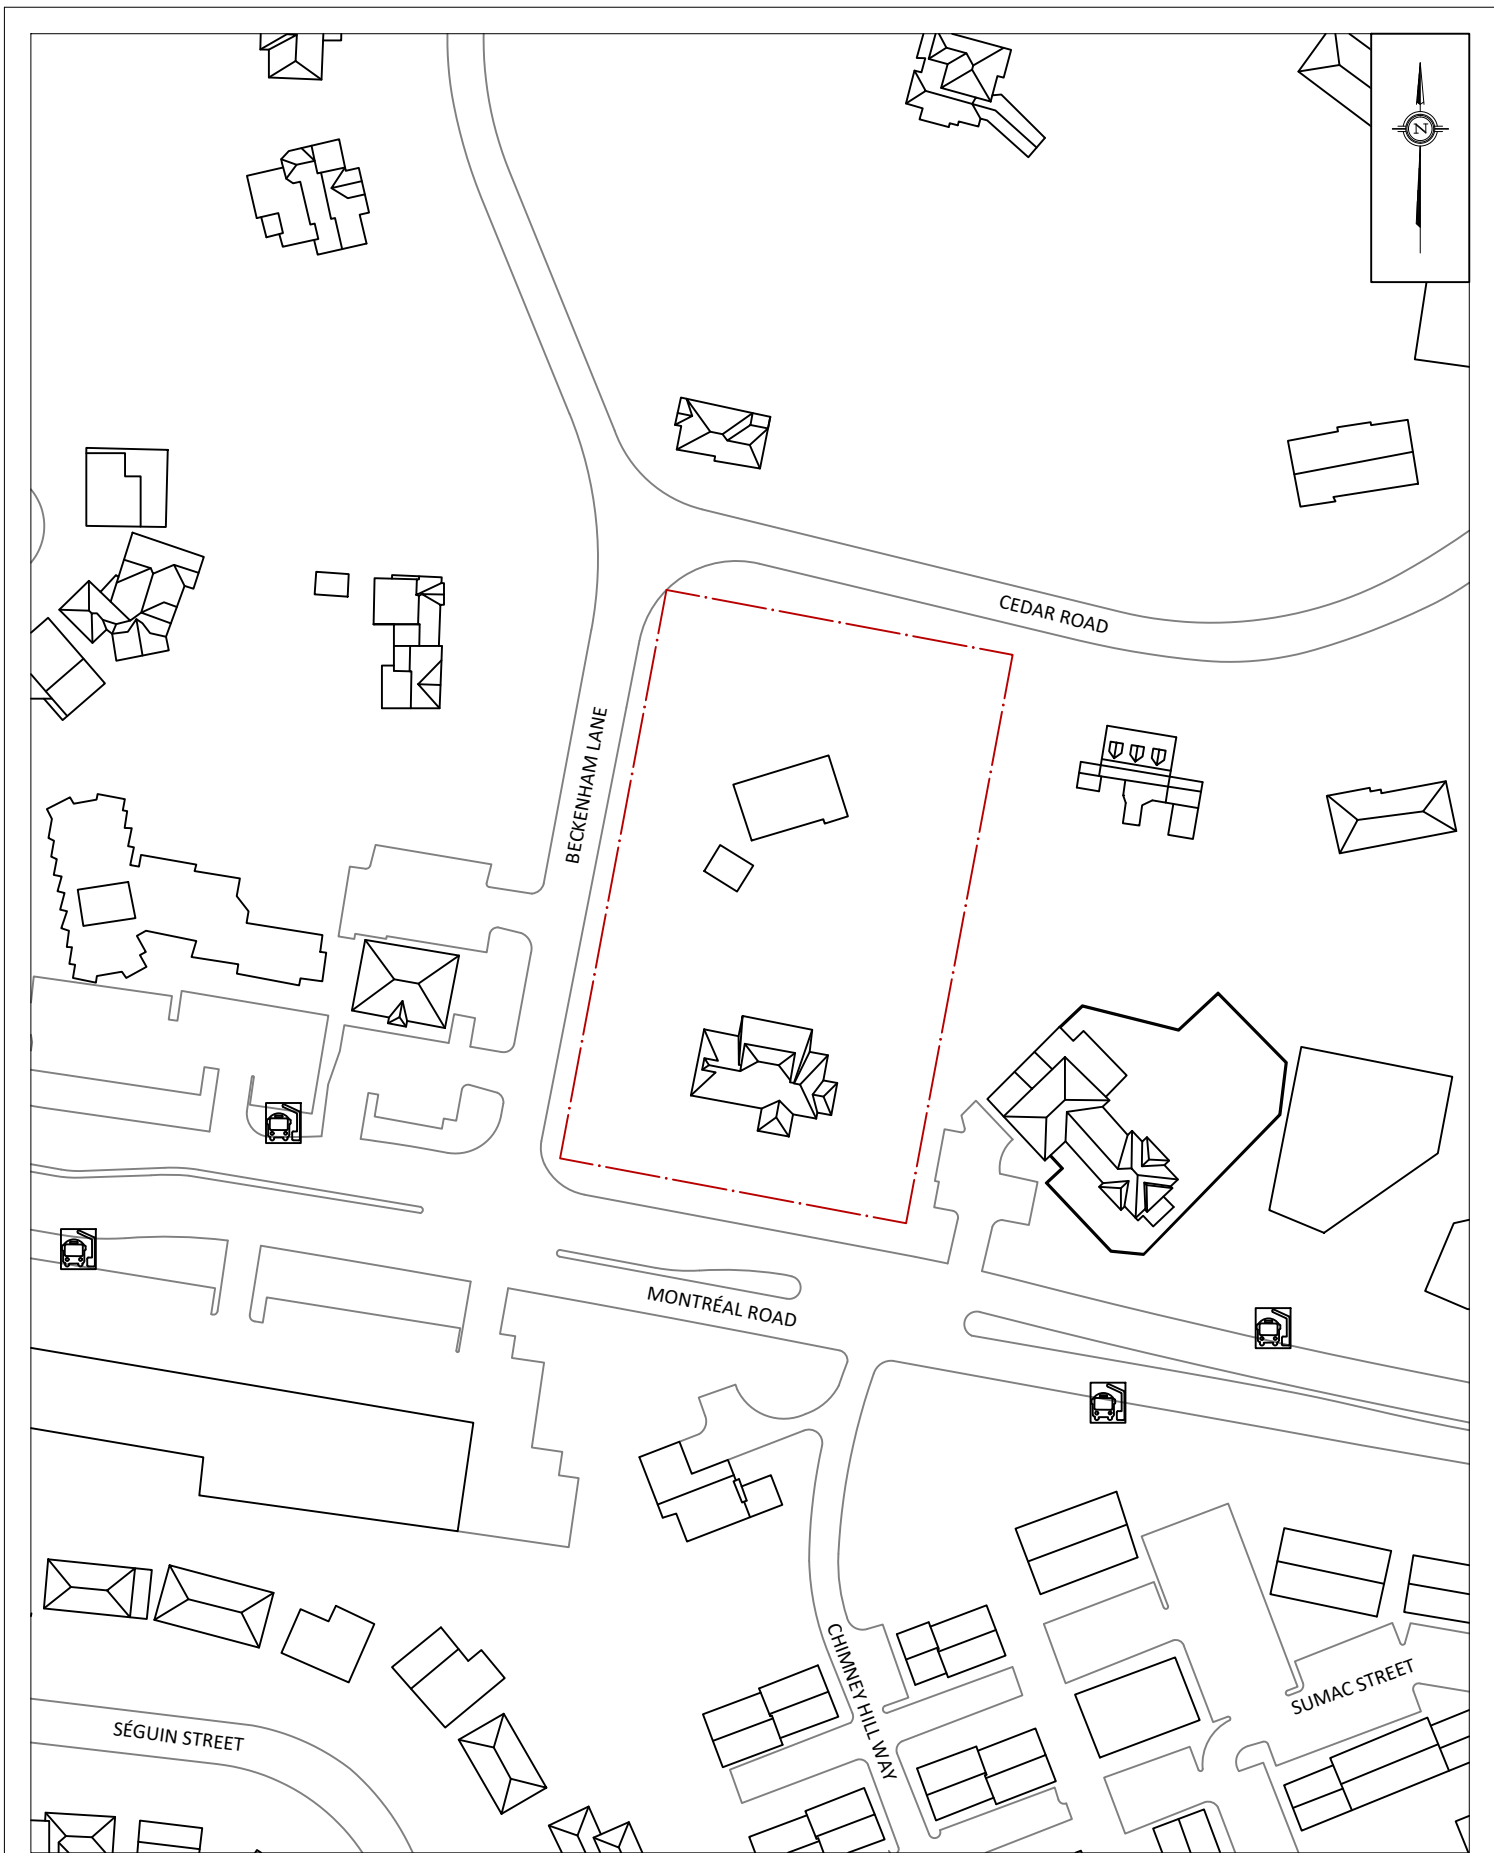 N
CEDAR ROAD
BECKENHAM LANE
MONTRÉAL ROAD
CHIMNEY HILL WAY
SUMAC STREET
SÉGUIN STREET